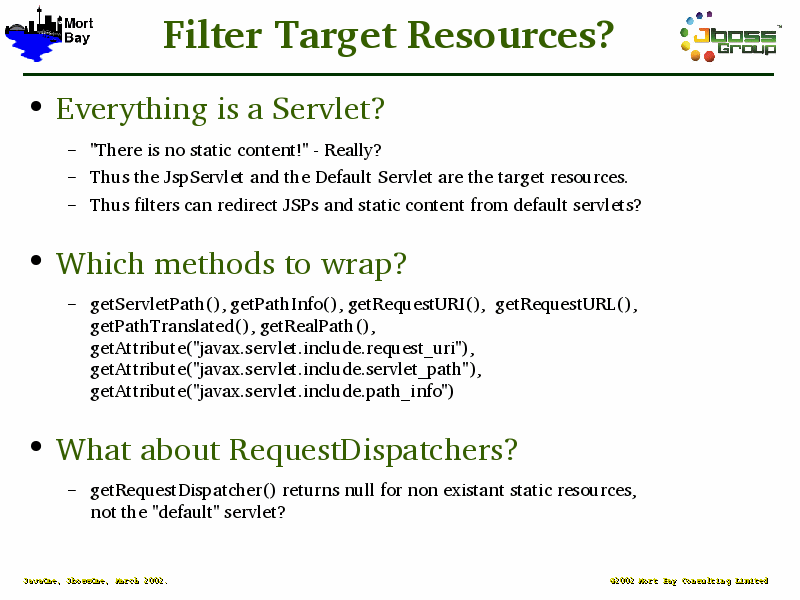 Mort
Bay
Filter Target Resources?
Jboss
Group
TM
• Everything is a Servlet?
– "There is no static content!" - Really?
– Thus the JspServlet and the Default Servlet are the target resources.
– Thus filters can redirect JSPs and static content from default servlets?
• Which methods to wrap?
– getServletPath(), getPathInfo(), getRequestURI(), getRequestURL(),
getPathTranslated(), getRealPath(),
getAttribute("javax.servlet.include.request_uri"),
getAttribute("javax.servlet.include.servlet_path"),
getAttribute("javax.servlet.include.path_info")
• What about RequestDispatchers?
– getRequestDispatcher() returns null for non existant static resources,
not the "default" servlet?
JavaOne, JbossOne, March 2002.
©2002 Mort Bay Consulting Limited